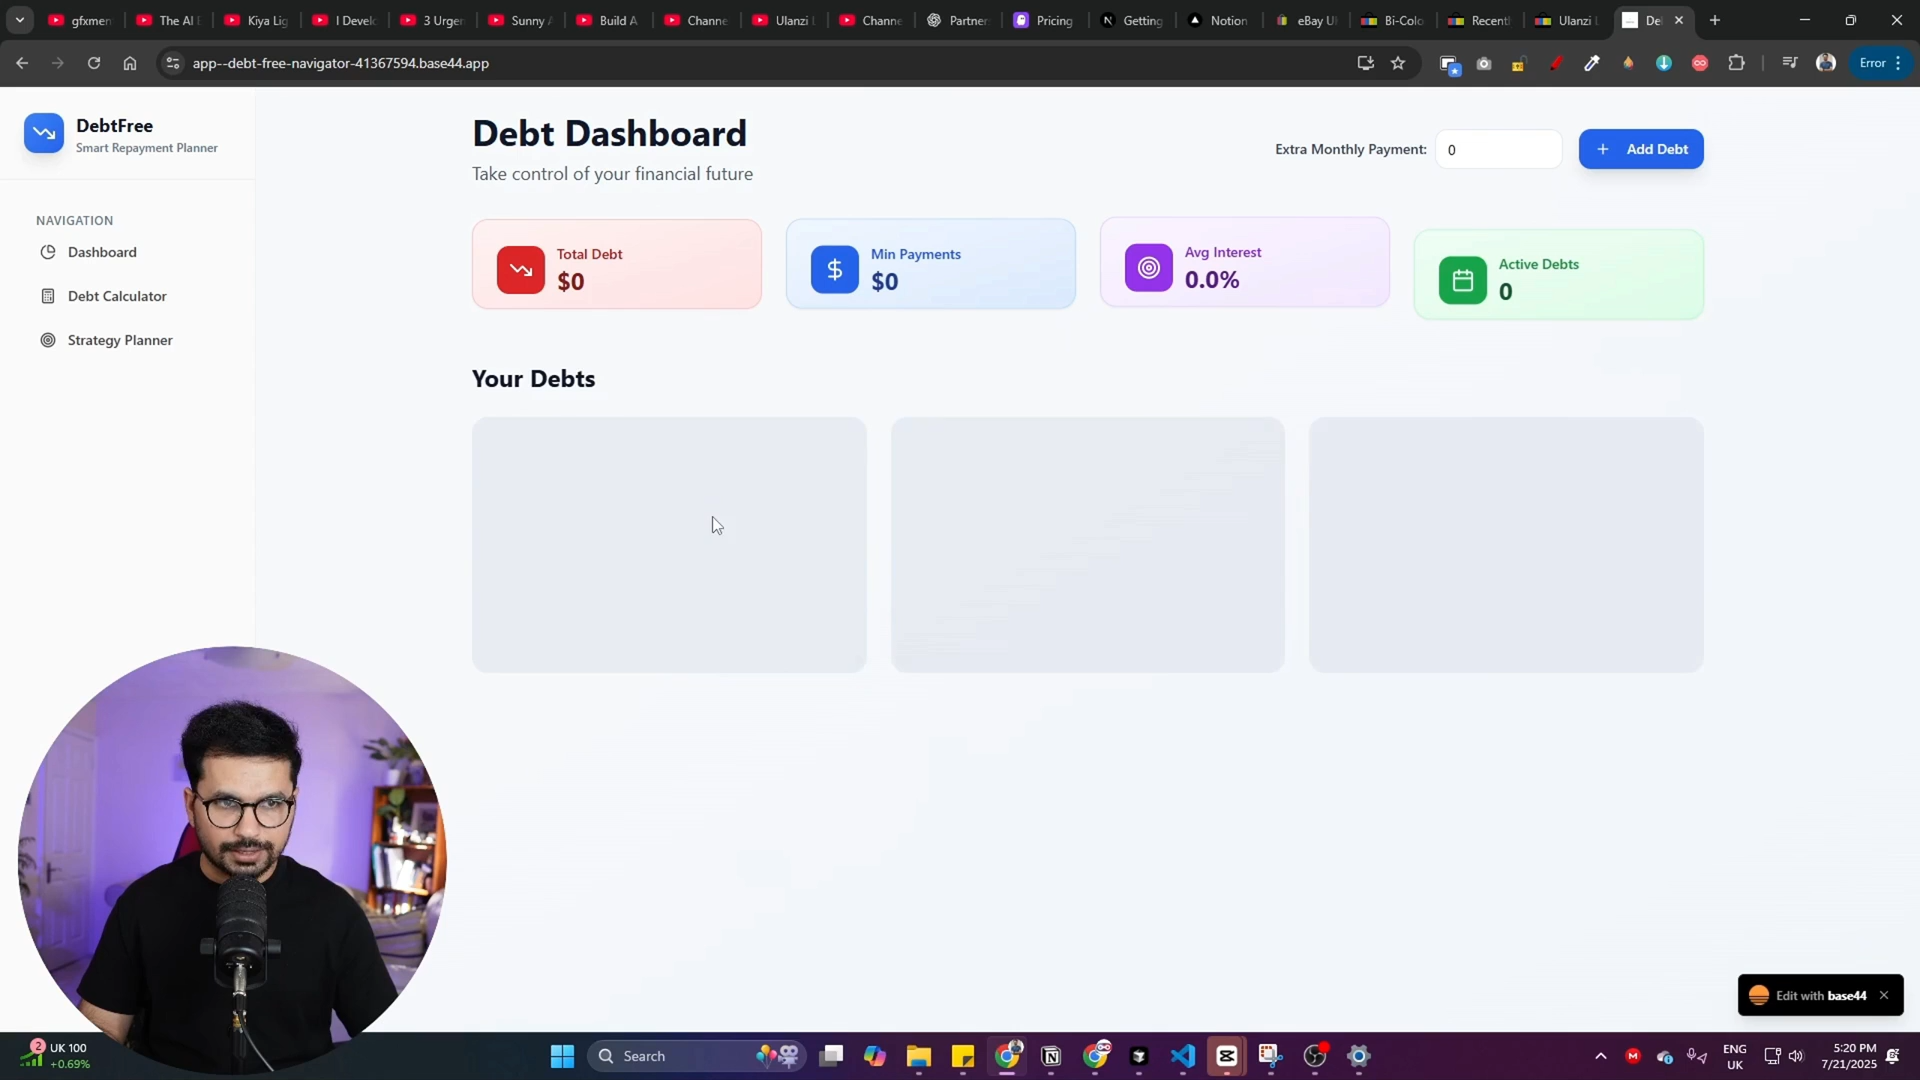 gfxmen
The AI E
Kiya Lig
I Develo
3 Urgen
Sunny A
Build A
Channe
Ulanzi L
Channe
Partner
Pricing
Getting
Notion
eBay UI
Bi-Colo
Recent
Ulanzi L
De
app--debt-free-navigator-41367594.base44.app
Error
DebtFree
Smart Repayment Planner
NAVIGATION
Dashboard
Debt Calculator
Strategy Planner
Debt Dashboard
Take control of your financial future
Extra Monthly Payment:
0
Add Debt
Total Debt
$0
Min Payments
$0
Avg Interest
0.0%
Active Debts
0
Your Debts
Edit with base44
2
UK 100
+0.69%
Search
ENG
UK
5:20 PM
7/21/2025